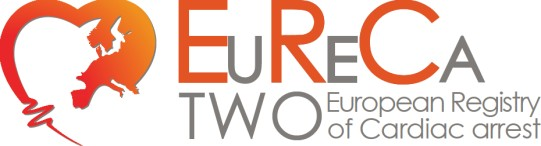 EuReCa
TWO
European Registry
of Cardiac arrest